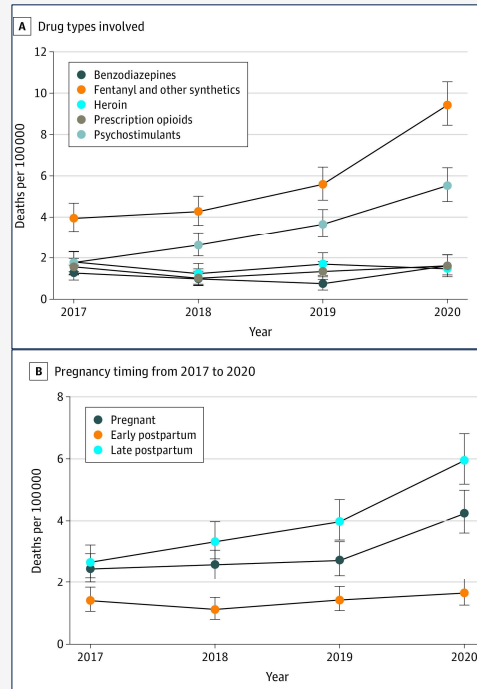 A Drug types involved
12
10
8
6
4
2
0
Deaths per 100 000
Benzodiazepines
Fentanyl and other synthetics
Heroin
Prescription opioids
Psychostimulants
2017 2018 2019 2020
Year
B Pregnancy timing from 2017 to 2020
8
6
4
2
0
Deaths per 100 000
Pregnant
Early postpartum
Late postpartum
2017 2018 2019 2020
Year